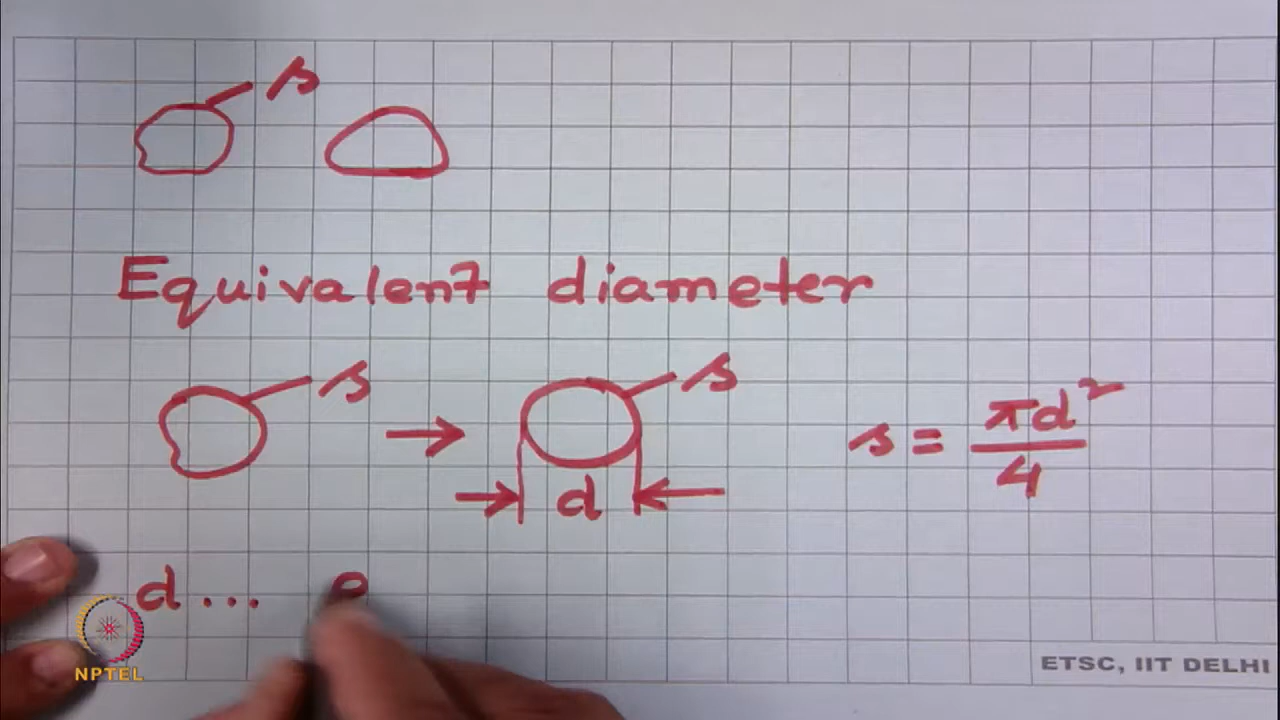 s
Equivalent diameter
s → s
s = πd²/4
→ d ←
d ... e
NPTEL
ETSC, IIT DELHI